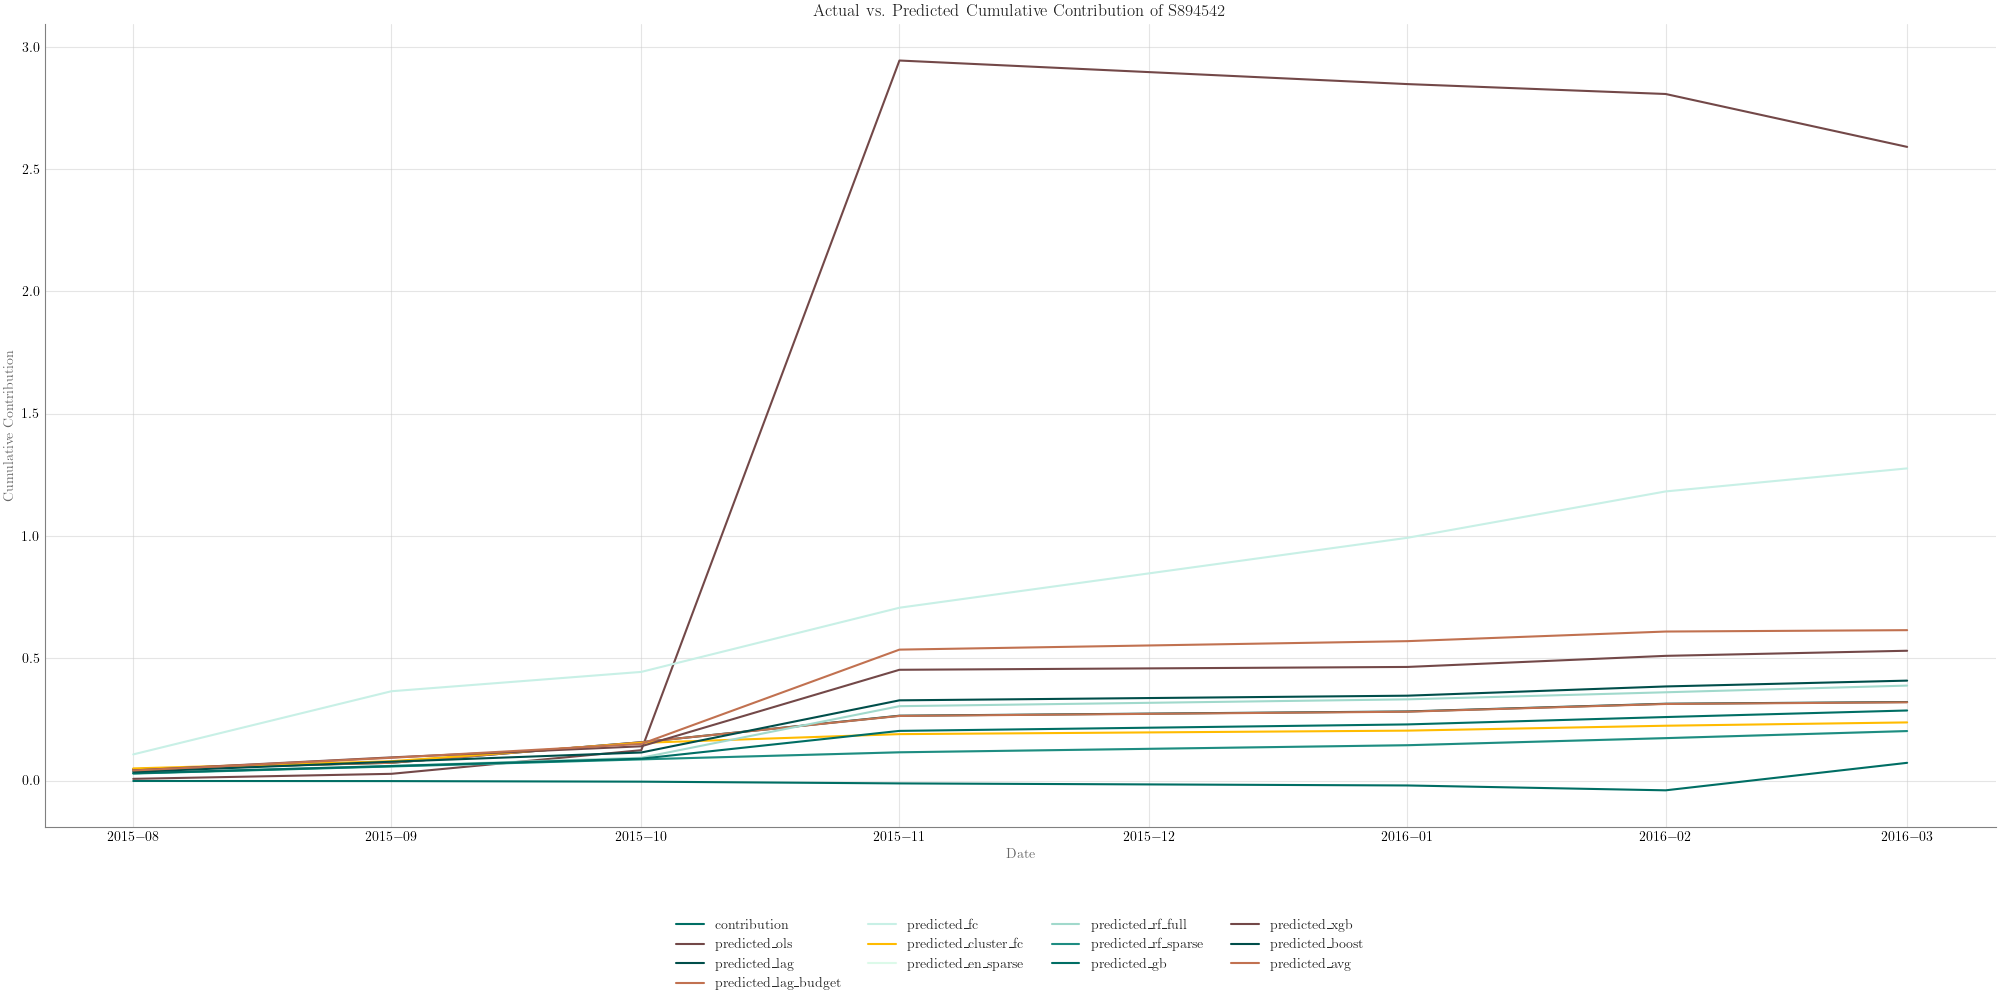 Actual vs. Predicted Cumulative Contribution of S894542
3.0
2.5
2.0
1.5
1.0
0.5
0.0
Cumulative Contribution
2015-08 2015-09 2015-10 2015-11 2015-12 2016-01 2016-02 2016-03
Date
contribution predicted_fc predicted_rf_full predicted_xgb
predicted_ols predicted_cluster_fc predicted_rf_sparse predicted_boost
predicted_lag predicted_en_sparse predicted_gb predicted_avg
predicted_lag_budget